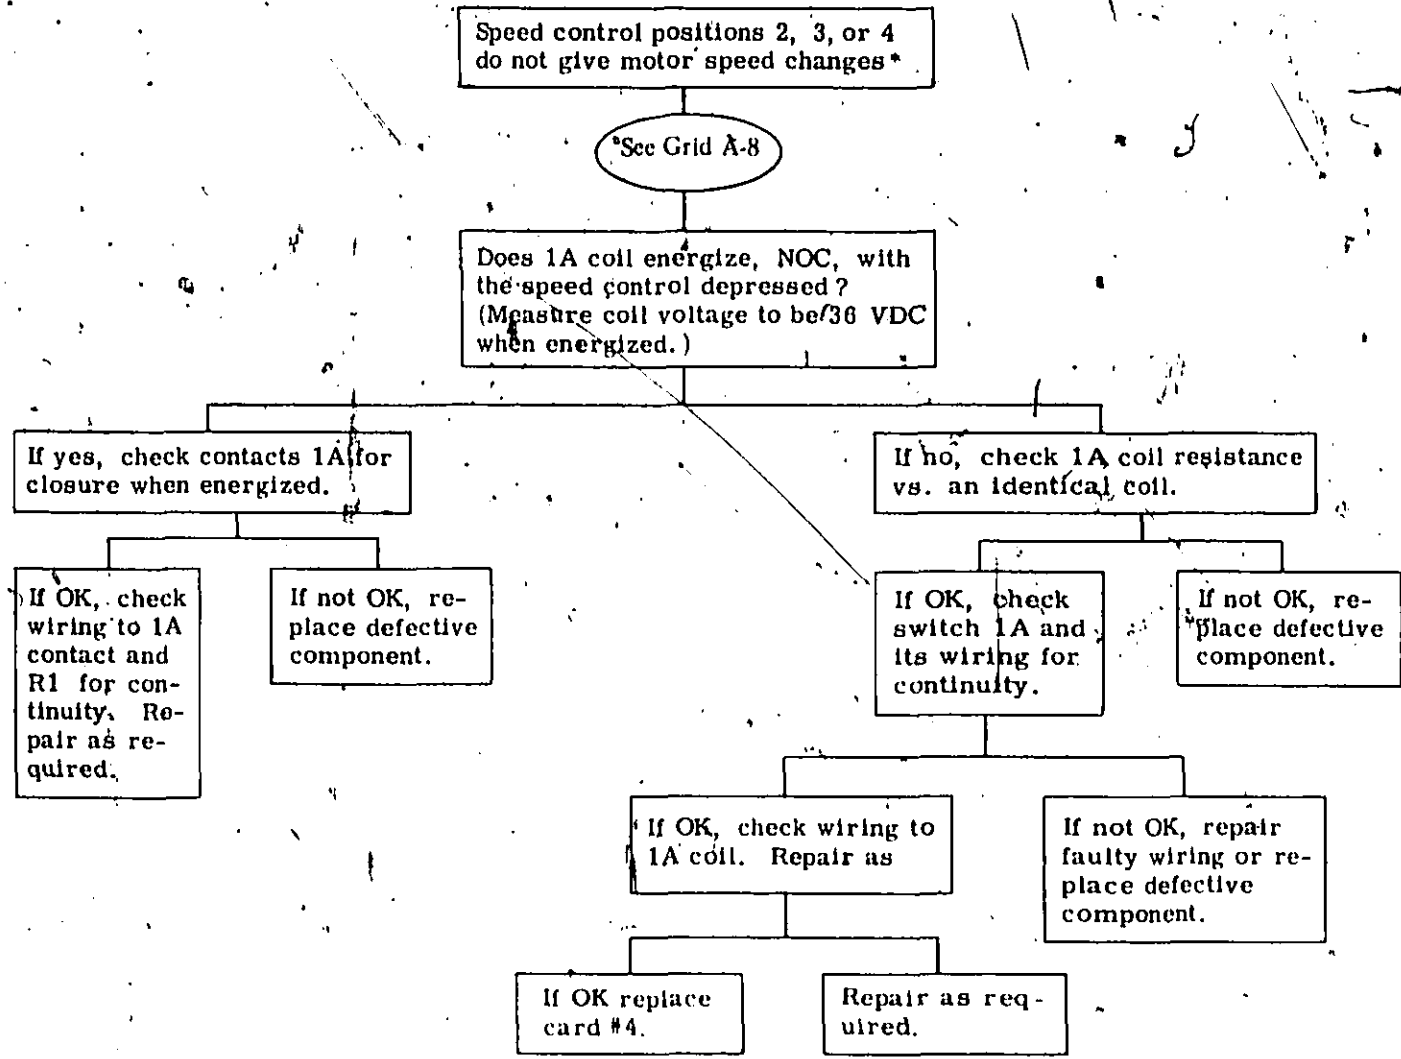 Speed control positions 2, 3, or 4
do not give motor speed changes*
*See Grid A-8
Does 1A coil energize, NOC, with
the speed control depressed?
(Measure coil voltage to be 36 VDC
when energized.)
If yes, check contacts 1A for
closure when energized.
If no, check 1A coil resistance
vs. an identical coil.
If OK, check
wiring to 1A
contact and
R1 for con-
tinuity. Re-
pair as re-
quired.
If not OK, re-
place defective
component.
If OK, check
switch 1A and
its wiring for
continuity.
If not OK, re-
place defective
component.
If OK, check wiring to
1A coil. Repair as
If not OK, repair
faulty wiring or re-
place defective
component.
If OK replace
card #4.
Repair as req-
uired.